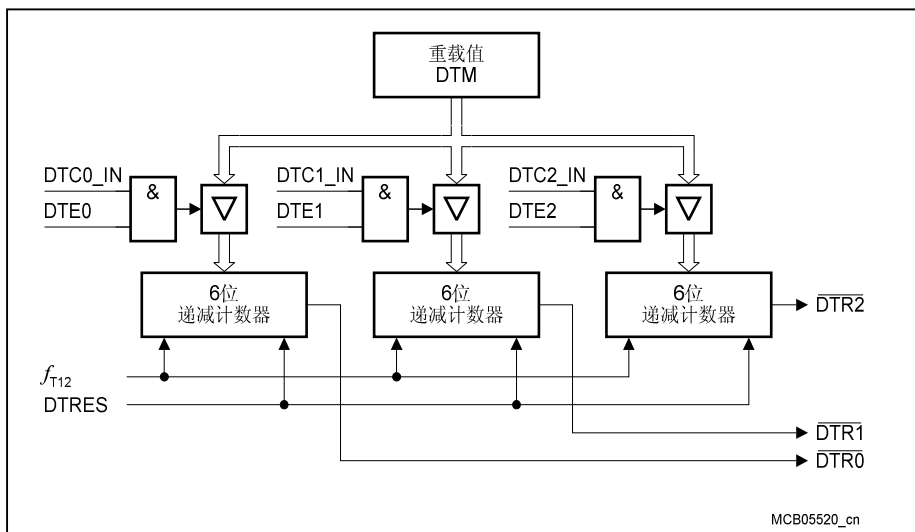 重载值
DTM
DTC0_IN
DTE0
&
DTC1_IN
DTE1
&
DTC2_IN
DTE2
&
6位
递减计数器
6位
递减计数器
6位
递减计数器
DTR2
fT12
DTRES
DTR1
DTR0
MCB05520_cn